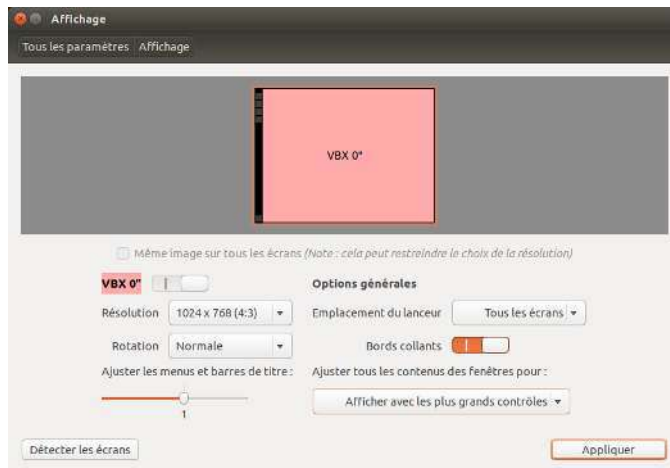 Affichage
Tous les paramètres Affichage
VBX 0"
Même image sur tous les écrans (Note : cela peut restreindre le choix de la résolution)
VBX 0" Options générales
Résolution 1024 x 768 (4:3) Emplacement du lanceur Tous les écrans
Rotation Normale Bords collants
Ajuster les menus et barres de titre : Ajuster tous les contenus des fenêtres pour :
Afficher avec les plus grands contrôles
1
Détecter les écrans Appliquer